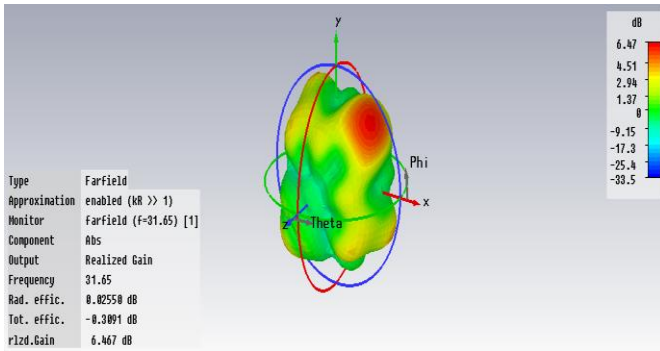 y
dB
6.47
4.51
2.94
1.37
0
-9.15
-17.3
-25.4
-33.5
Phi
x
z
Theta
Type Farfield
Approximation enabled (kR >> 1)
Monitor farfield (f=31.65) [1]
Component Abs
Output Realized Gain
Frequency 31.65
Rad. effic. 0.02550 dB
Tot. effic. -0.3091 dB
rlzd.Gain 6.467 dB